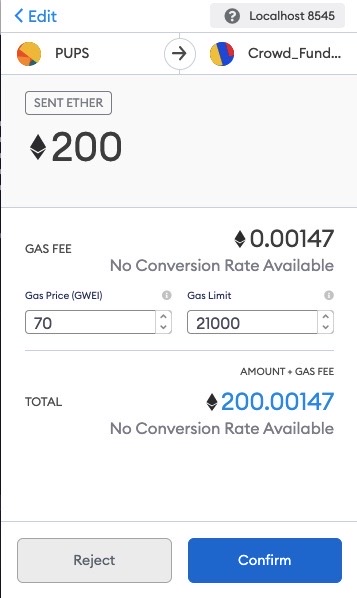 Edit
Localhost 8545
PUPS
Crowd_Fund...
SENT ETHER
200
GAS FEE
0.00147
No Conversion Rate Available
Gas Price (GWEI)
Gas Limit
70
21000
AMOUNT + GAS FEE
TOTAL
200.00147
No Conversion Rate Available
Reject
Confirm